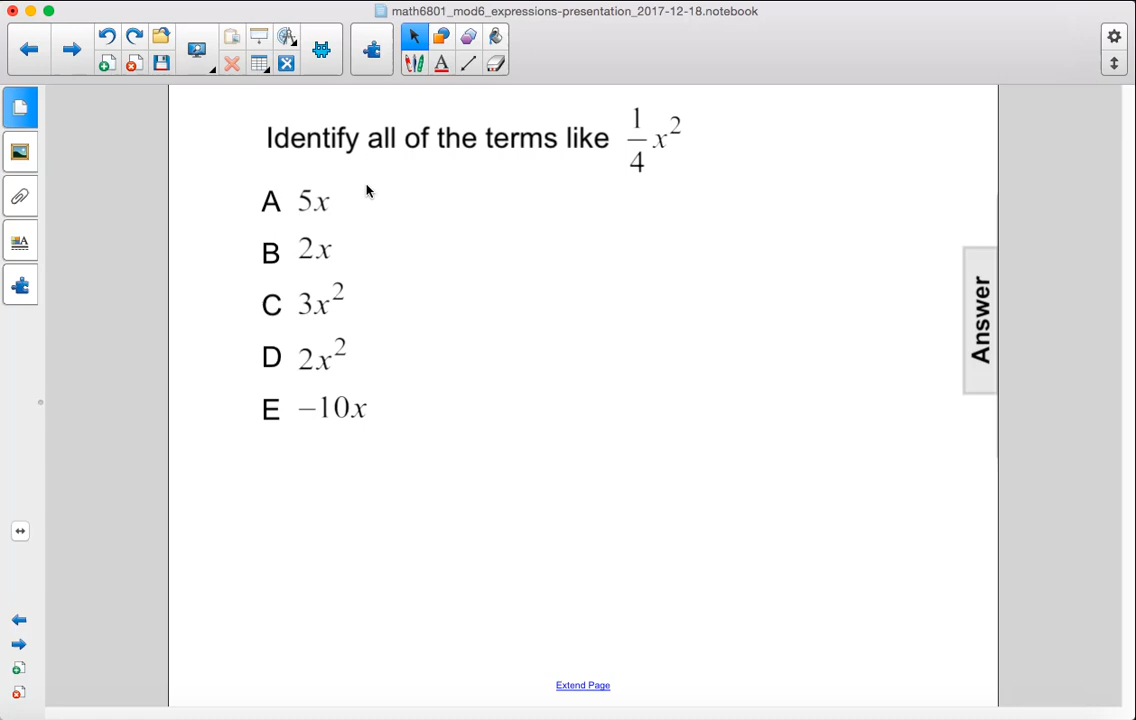 math6801_mod6_expressions-presentation_2017-12-18.notebook
Identify all of the terms like 1/4 x²
A 5x
B 2x
C 3x²
D 2x²
E −10x
Answer
Extend Page